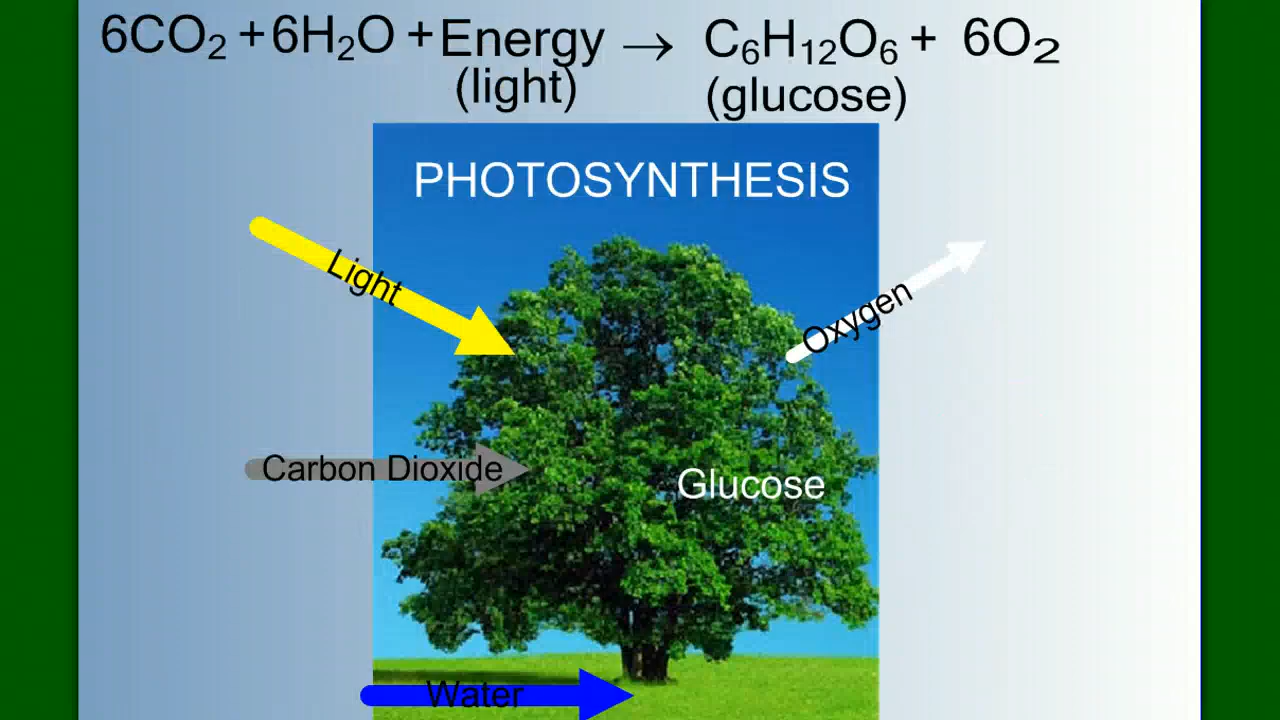 6CO₂ + 6H₂O + Energy → C₆H₁₂O₆ + 6O₂
(light) (glucose)
PHOTOSYNTHESIS
Light
Oxygen
Carbon Dioxide
Glucose
Water